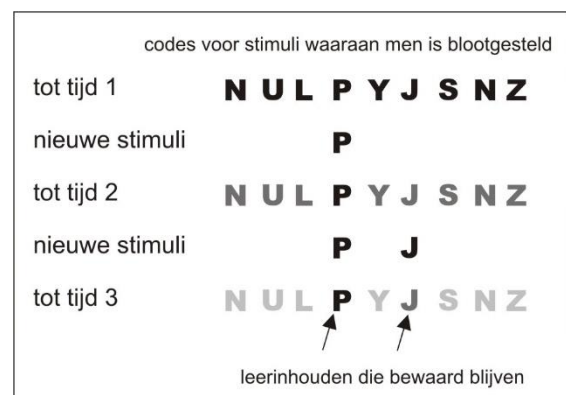 codes voor stimuli waaraan men is blootgesteld
tot tijd 1 N U L P Y J S N Z
nieuwe stimuli P
tot tijd 2 N U L P Y J S N Z
nieuwe stimuli P J
tot tijd 3 N U L P Y J S N Z
leerinhouden die bewaard blijven